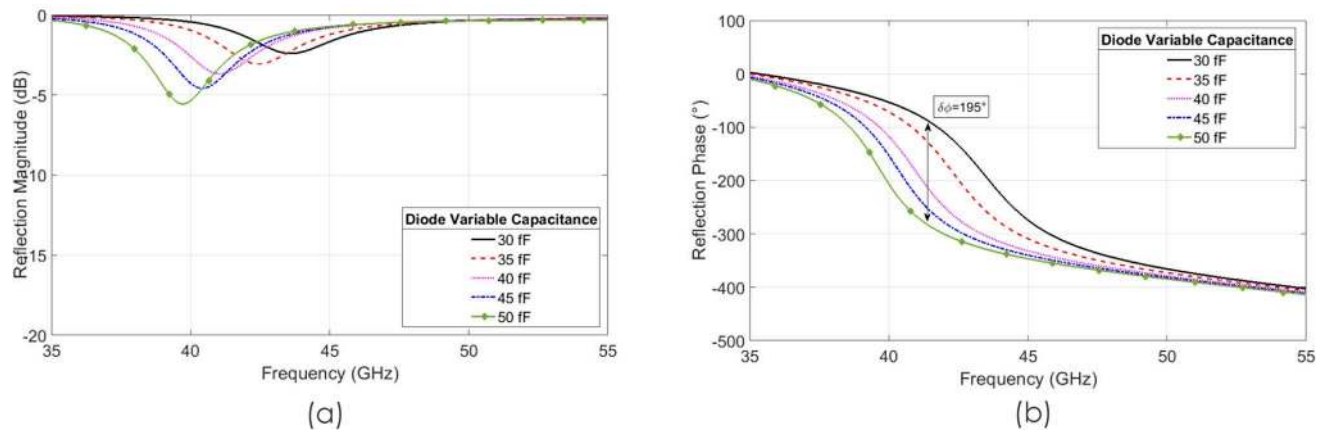 0
-5
-10
-15
-20
35
40
45
50
55
Reflection Magnitude (dB)
Frequency (GHz)
Diode Variable Capacitance
30 fF
35 fF
40 fF
45 fF
50 fF
(a)
100
0
-100
-200
-300
-400
-500
35
40
45
50
55
Reflection Phase (°)
Frequency (GHz)
δϕ=195°
Diode Variable Capacitance
30 fF
35 fF
40 fF
45 fF
50 fF
(b)